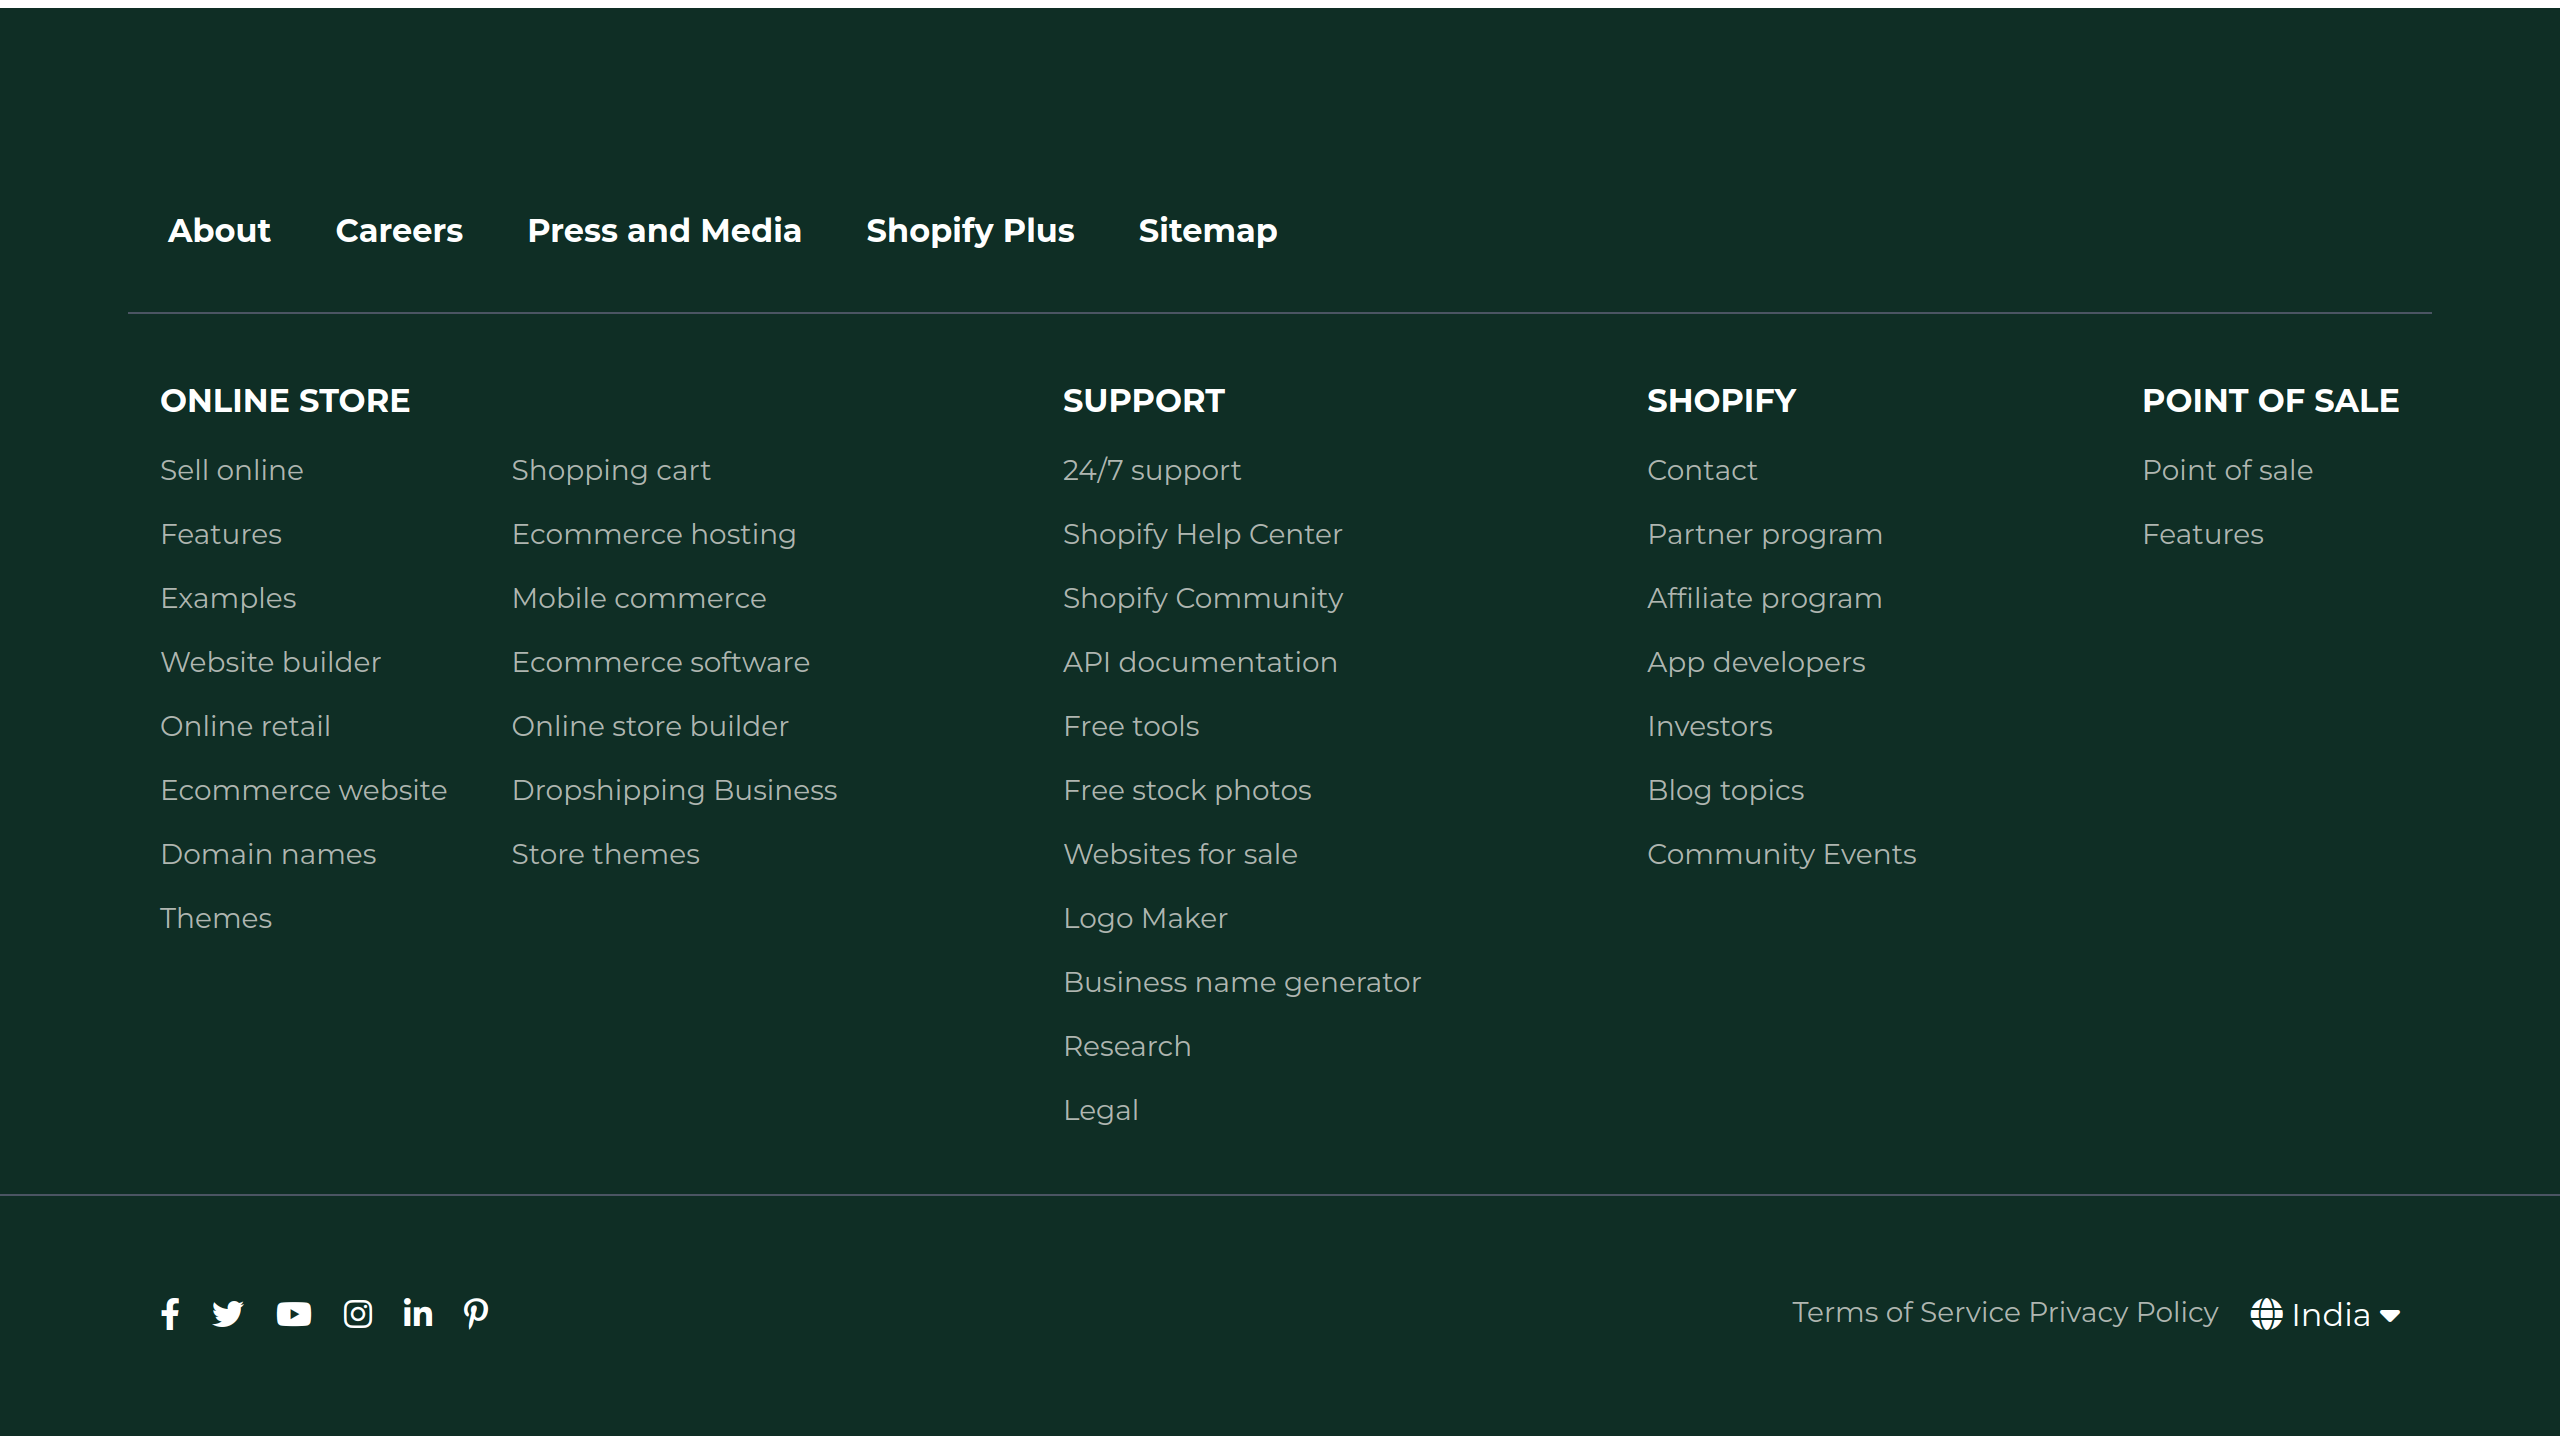 About
Careers
Press and Media
Shopify Plus
Sitemap
ONLINE STORE
Sell online
Features
Examples
Website builder
Online retail
Ecommerce website
Domain names
Themes
Shopping cart
Ecommerce hosting
Mobile commerce
Ecommerce software
Online store builder
Dropshipping Business
Store themes
SUPPORT
24/7 support
Shopify Help Center
Shopify Community
API documentation
Free tools
Free stock photos
Websites for sale
Logo Maker
Business name generator
Research
Legal
SHOPIFY
Contact
Partner program
Affiliate program
App developers
Investors
Blog topics
Community Events
POINT OF SALE
Point of sale
Features
Terms of Service Privacy Policy
India